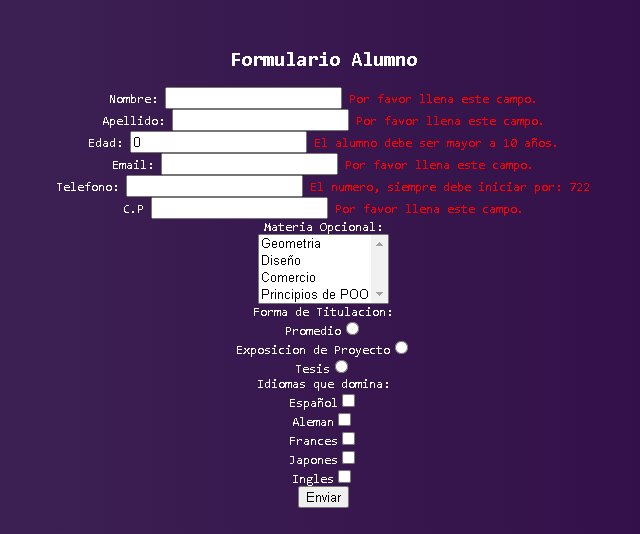 Formulario Alumno
Nombre: Por favor llena este campo.
Apellido: Por favor llena este campo.
Edad: 0 El alumno debe ser mayor a 10 años.
Email: Por favor llena este campo.
Telefono: El numero, siempre debe iniciar por: 722
C.P Por favor llena este campo.
Materia Opcional:
Geometria
Diseño
Comercio
Principios de POO
Forma de Titulacion:
Promedio
Exposicion de Proyecto
Tesis
Idiomas que domina:
Español
Aleman
Frances
Japones
Ingles
Enviar